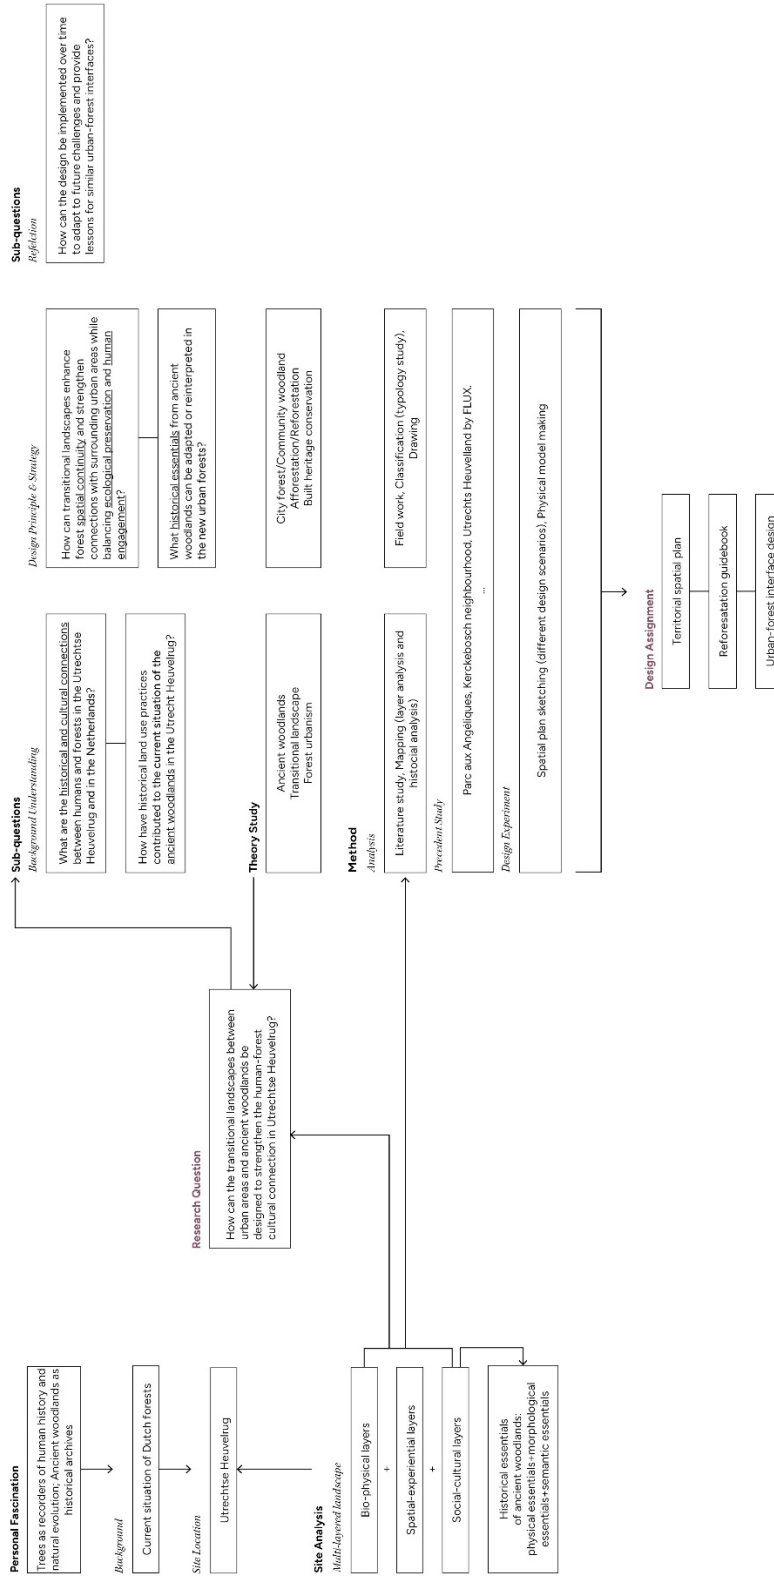 Personal Fascination
Trees as recorders of human history and
natural evolution; Ancient woodlands as
historical archives
Background
Current situation of Dutch forests
Site Location
Utrechtse Heuvelrug
Site Analysis
Multi-layered landscape
Bio-physical layers
+
Spatial-experiential layers
+
Social-cultural layers
Historical essentials
of ancient woodlands:
physical essentials+morphological
essentials+semantic essentials
Research Question
How can the transitional landscapes between
urban areas and ancient woodlands be
designed to strengthen the human-forest
cultural connection in Utrechtse Heuvelrug?
Sub-questions
Background Understanding
What are the historical and cultural connections
between humans and forests in the Utrechtse
Heuvelrug and in the Netherlands?
How have historical land use practices
contributed to the current situation of the
ancient woodlands in the Utrecht Heuvelrug?
Design Principle & Strategy
How can transitional landscapes enhance
forest spatial continuity and strengthen
connections with surrounding urban areas while
balancing ecological preservation and human
engagement?
What historical essentials from ancient
woodlands can be adapted or reinterpreted in
the new urban forests?
Sub-questions
Refelction
How can the design be implemented over time
to adapt to future challenges and provide
lessons for similar urban-forest interfaces?
Theory Study
Ancient woodlands
Transitional landscape
Forest urbanism
City forest/Community woodland
Afforestation/Reforestation
Built heritage conservation
Method
Analysis
Literature study, Mapping (layer analysis and
histocial analysis)
Field work, Classification (typology study),
Drawing
Precedent Study
Parc aux Angéliques, Kerckebosch neighbourhood, Utrechts Heuvelland by FLUX.
...
Design Experiment
Spatial plan sketching (different design scenarios), Physical model making
Design Assignment
Territorial spatial plan
Reforesatation guidebook
Urban-forest interface design